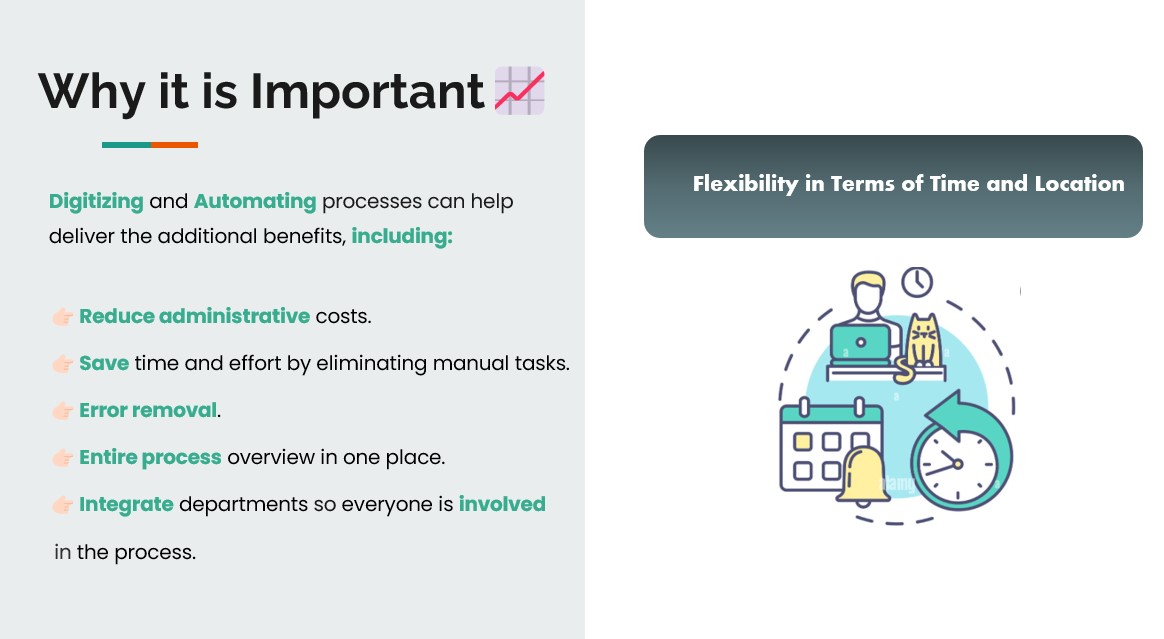 Why it is Important
Digitizing and Automating processes can help
deliver the additional benefits, including:
Reduce administrative costs.
Save time and effort by eliminating manual tasks.
Error removal.
Entire process overview in one place.
Integrate departments so everyone is involved
in the process.
Flexibility in Terms of Time and Location
a
a
a
a